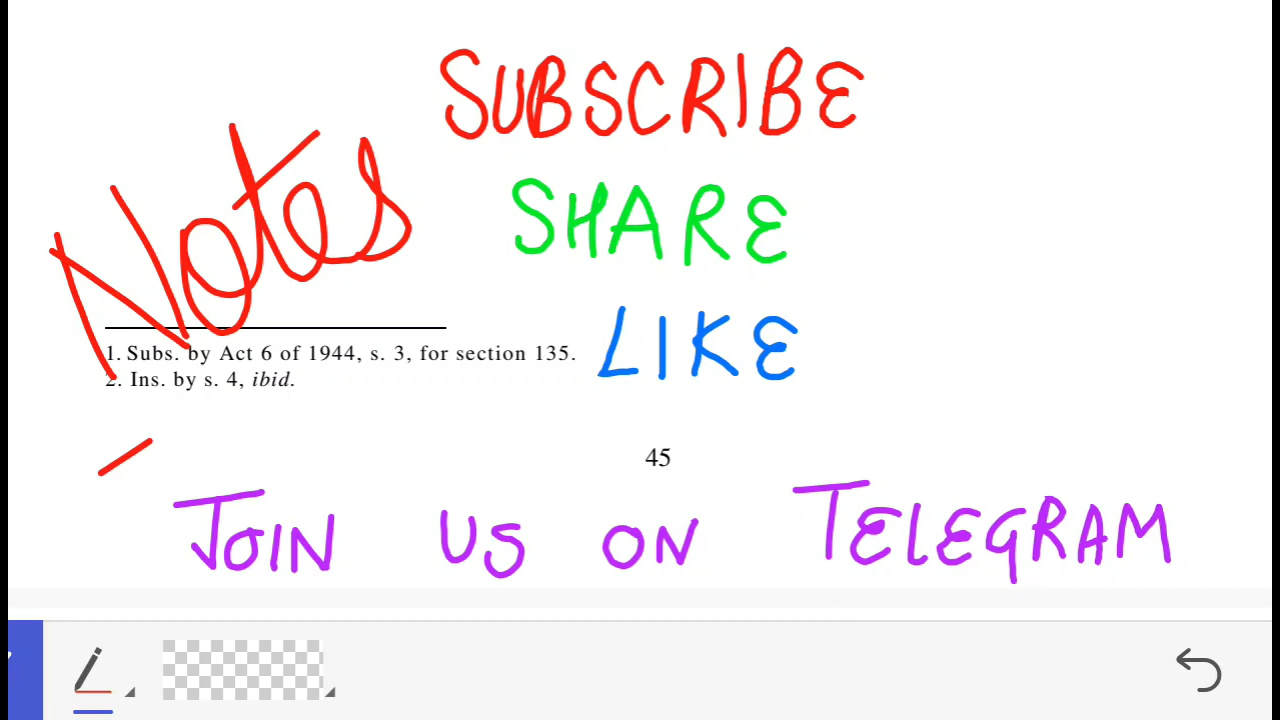 SUBSCRIBE
Notes
SHARE
LIKE
1. Subs. by Act 6 of 1944, s. 3, for section 135.
2. Ins. by s. 4, ibid.
45
JOIN US ON TELEGRAM